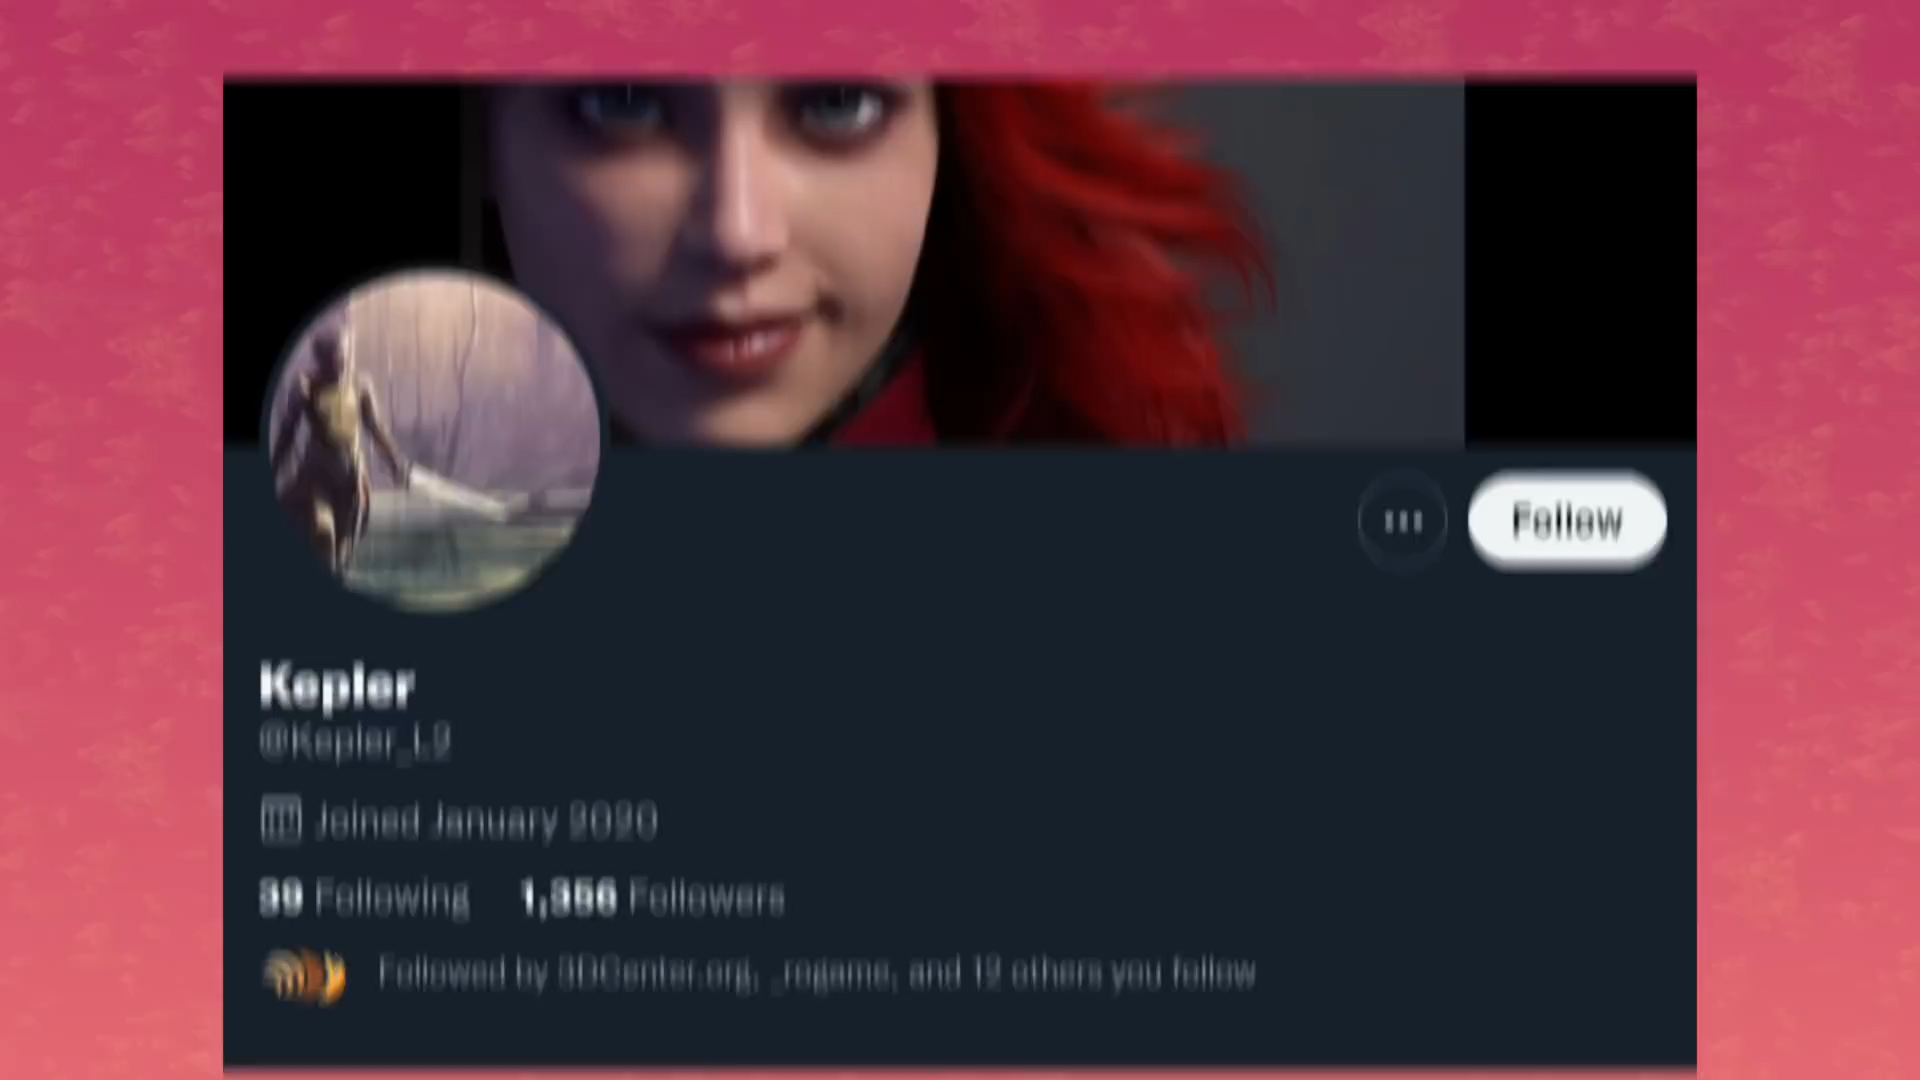 Follow
Kepler
@Kepler_L2
Joined January 2020
39 Following 1,356 Followers
Followed by 3DCenter.org, _rogame, and 12 others you follow